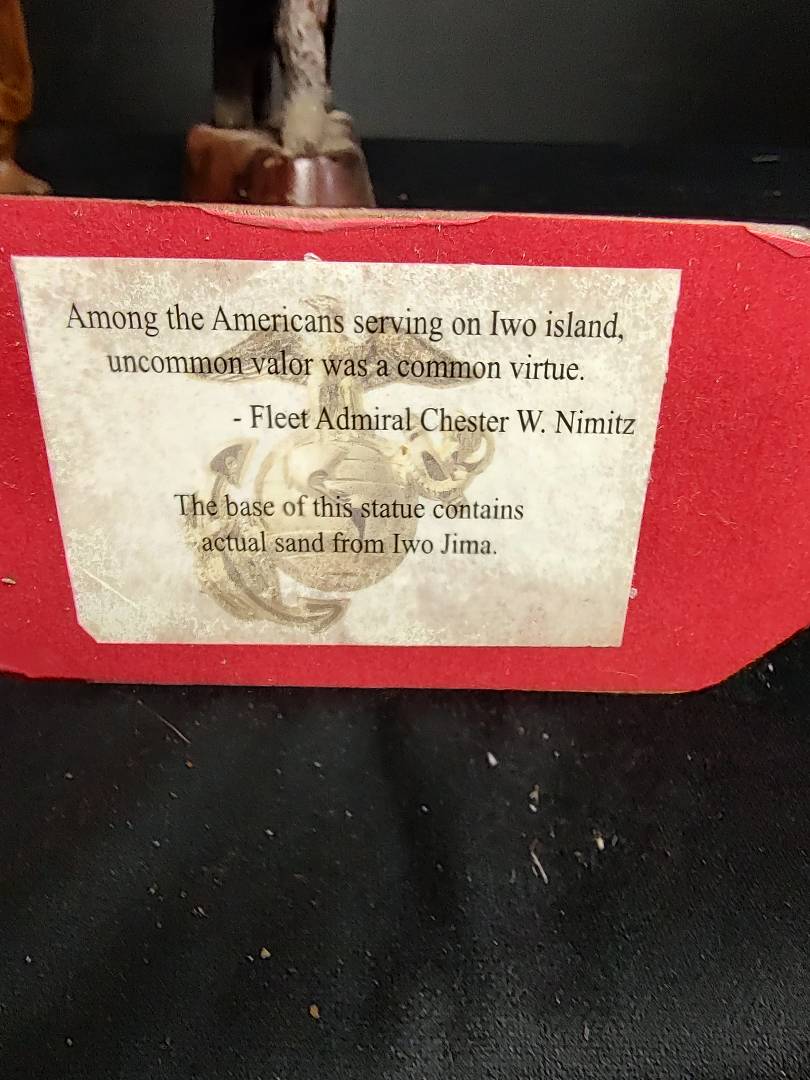 Among the Americans serving on Iwo island,
uncommon valor was a common virtue.
- Fleet Admiral Chester W. Nimitz
The base of this statue contains
actual sand from Iwo Jima.